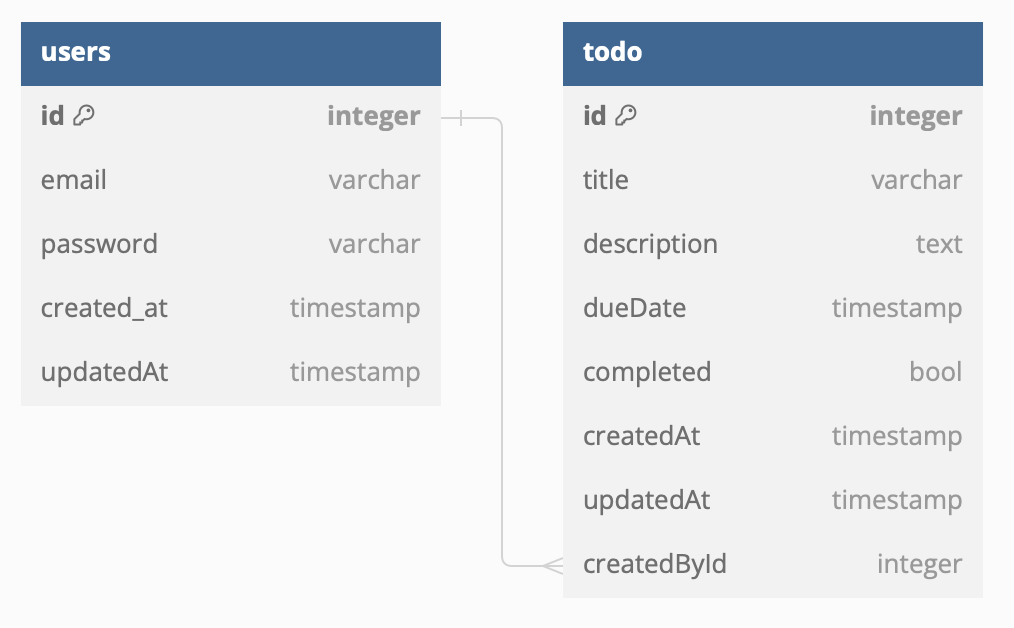 users
id integer
email varchar
password varchar
created_at timestamp
updatedAt timestamp
todo
id integer
title varchar
description text
dueDate timestamp
completed bool
createdAt timestamp
updatedAt timestamp
createdById integer